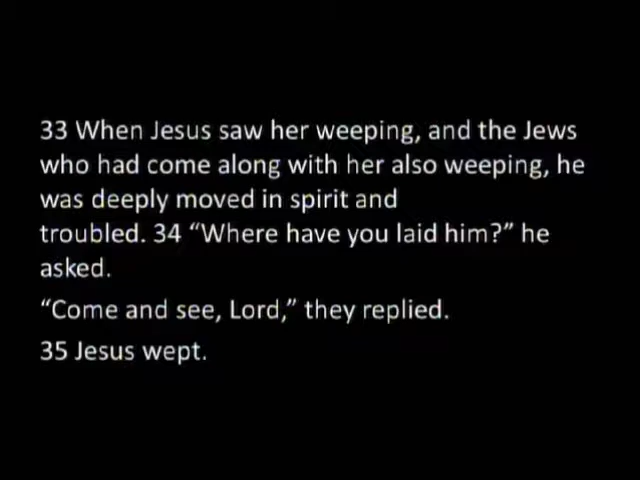 33 When Jesus saw her weeping, and the Jews
who had come along with her also weeping, he
was deeply moved in spirit and
troubled. 34 “Where have you laid him?” he
asked.
“Come and see, Lord,” they replied.
35 Jesus wept.